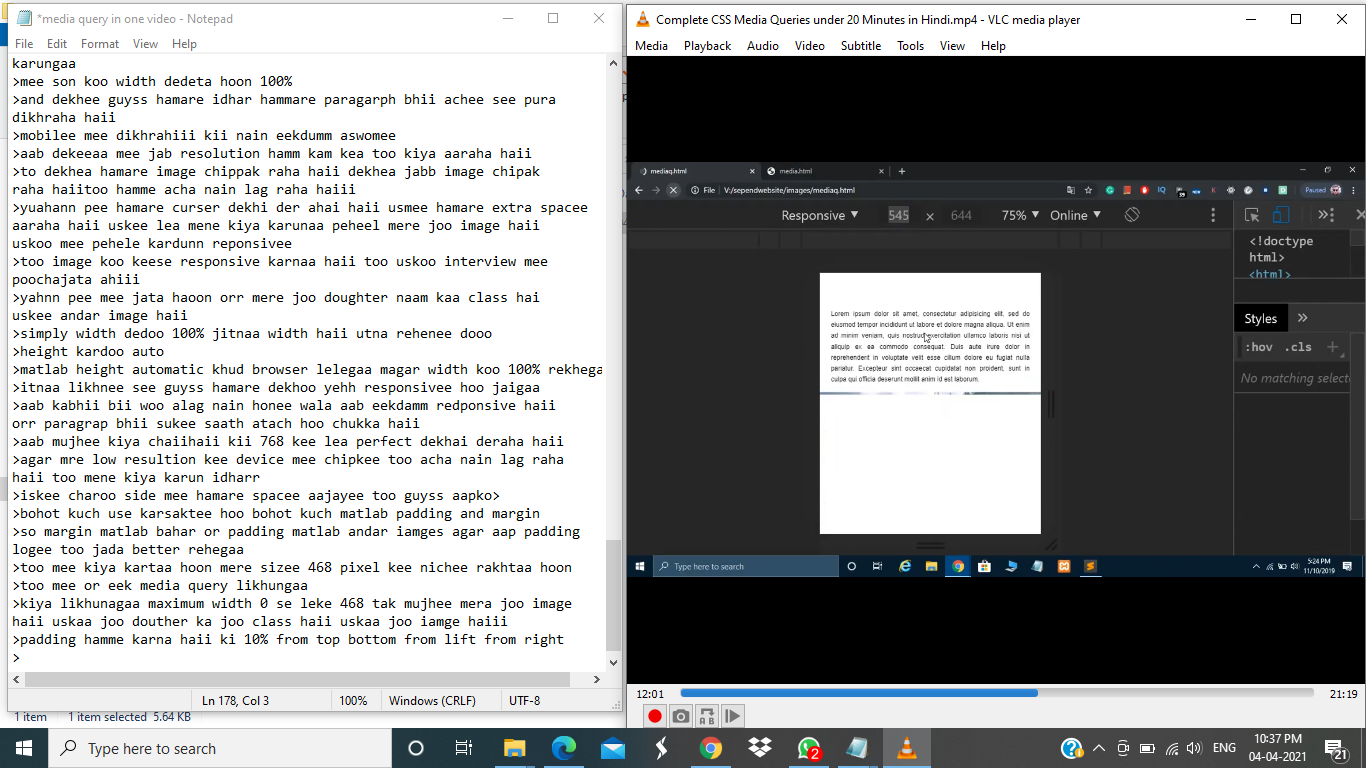 *media query in one video - Notepad
File Edit Format View Help
karungaa
>mee son koo width dedeta hoon 100%
>and dekhee guyss hamare idhar hammare paragarph bhii achee see pura
dikhraha haii
>mobilee mee dikhrahiii kii nain eekdumm aswomee
>aab dekeeaa mee jab resolution hamm kam kea too kiya aaraha haii
>to dekhea hamare image chippak raha haii dekhea jabb image chipak
raha haiitoo hamme acha nain lag raha haiii
>yuahann pee hamare curser dekhi der ahai haii usmee hamare extra spacee
aaraha haii uskee lea mene kiya karunaa peheel mere joo image haii
uskoo mee pehele kardunn reponsivee
>too image koo keese responsive karnaa haii too uskoo interview mee
poochajata ahiii
>yahnn pee mee jata haoon orr mere joo doughter naam kaa class hai
uskee andar image haii
>simply width dedoo 100% jitnaa width haii utna rehenee dooo
>height kardoo auto
>matlab height automatic khud browser lelegaa magar width koo 100% rekhega
>itnaa likhnee see guyss hamare dekhoo yehh responsivee hoo jaigaa
>aab kabhii bii woo alag nain honee wala aab eekdamm redponsive haii
orr paragrap bhii sukee saath atach hoo chukka haii
>aab mujhee kiya chaiihaii kii 768 kee lea perfect dekhai deraha haii
>agar mre low resultion kee device mee chipkee too acha nain lag raha
haii too mene kiya karun idharr
>iskee charoo side mee hamare spacee aajayee too guyss aapko>
>bohot kuch use karsaktee hoo bohot kuch matlab padding and margin
>so margin matlab bahar or padding matlab andar iamges agar aap padding
logee too jada better rehegaa
>too mee kiya kartaa hoon mere sizee 468 pixel kee nichee rakhtaa hoon
>too mee or eek media query likhungaa
>kiya likhunagaa maximum width 0 se leke 468 tak mujhee mera joo image
haii uskaa joo douther ka joo class haii uskaa joo iamge haiii
>padding hamme karna haii ki 10% from top bottom from lift from right
>
Ln 178, Col 3 100% Windows (CRLF) UTF-8
1 item 1 item selected 5.64 KB
Complete CSS Media Queries under 20 Minutes in Hindi.mp4 - VLC media player
Media Playback Audio Video Subtitle Tools View Help
mediaq.html media.html
File V:/sependwebsite/images/mediaq.html Paused
Responsive 545 × 644 75% Online
<!doctype
html>
<html>
Styles
:hov .cls
No matching select
Lorem ipsum dolor sit amet, consectetur adipisicing elit, sed do
eiusmod tempor incididunt ut labore et dolore magna aliqua. Ut enim
ad minim veniam, quis nostrud exercitation ullamco laboris nisi ut
aliquip ex ea commodo consequat. Duis aute irure dolor in
reprehenderit in voluptate velit esse cillum dolore eu fugiat nulla
pariatur. Excepteur sint occaecat cupidatat non proident, sunt in
culpa qui officia deserunt mollit anim id est laborum.
Type here to search
5:24 PM
11/10/2019
12:01 21:19
Type here to search
2
ENG
10:37 PM
04-04-2021
21